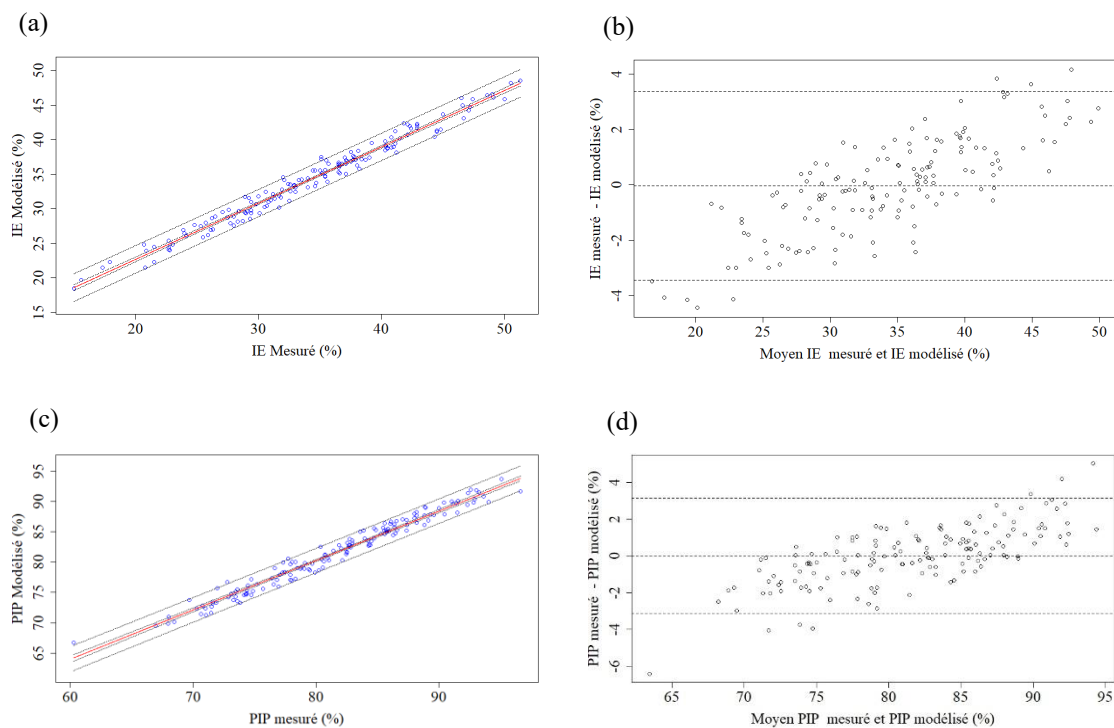 (a)
50
45
40
35
30
25
20
15
IE Modélisé (%)
20 30 40 50
IE Mesuré (%)
(b)
4
2
0
-2
-4
IE mesuré - IE modélisé (%)
20 25 30 35 40 45 50
Moyen IE mesuré et IE modélisé (%)
(c)
95
90
85
80
75
70
65
PIP Modélisé (%)
60 70 80 90
PIP mesuré (%)
(d)
4
2
0
-2
-4
-6
PIP mesuré - PIP modélisé (%)
65 70 75 80 85 90 95
Moyen PIP mesuré et PIP modélisé (%)